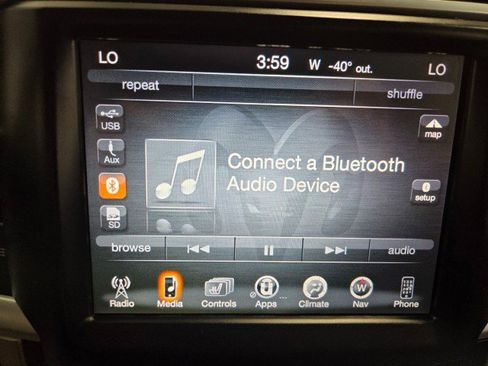 LO 3:59 W -40° out. LO
repeat shuffle
USB
map
Aux
Connect a Bluetooth
Audio Device
setup
SD
browse audio
Radio Media Controls Apps ... Climate Nav Phone
W